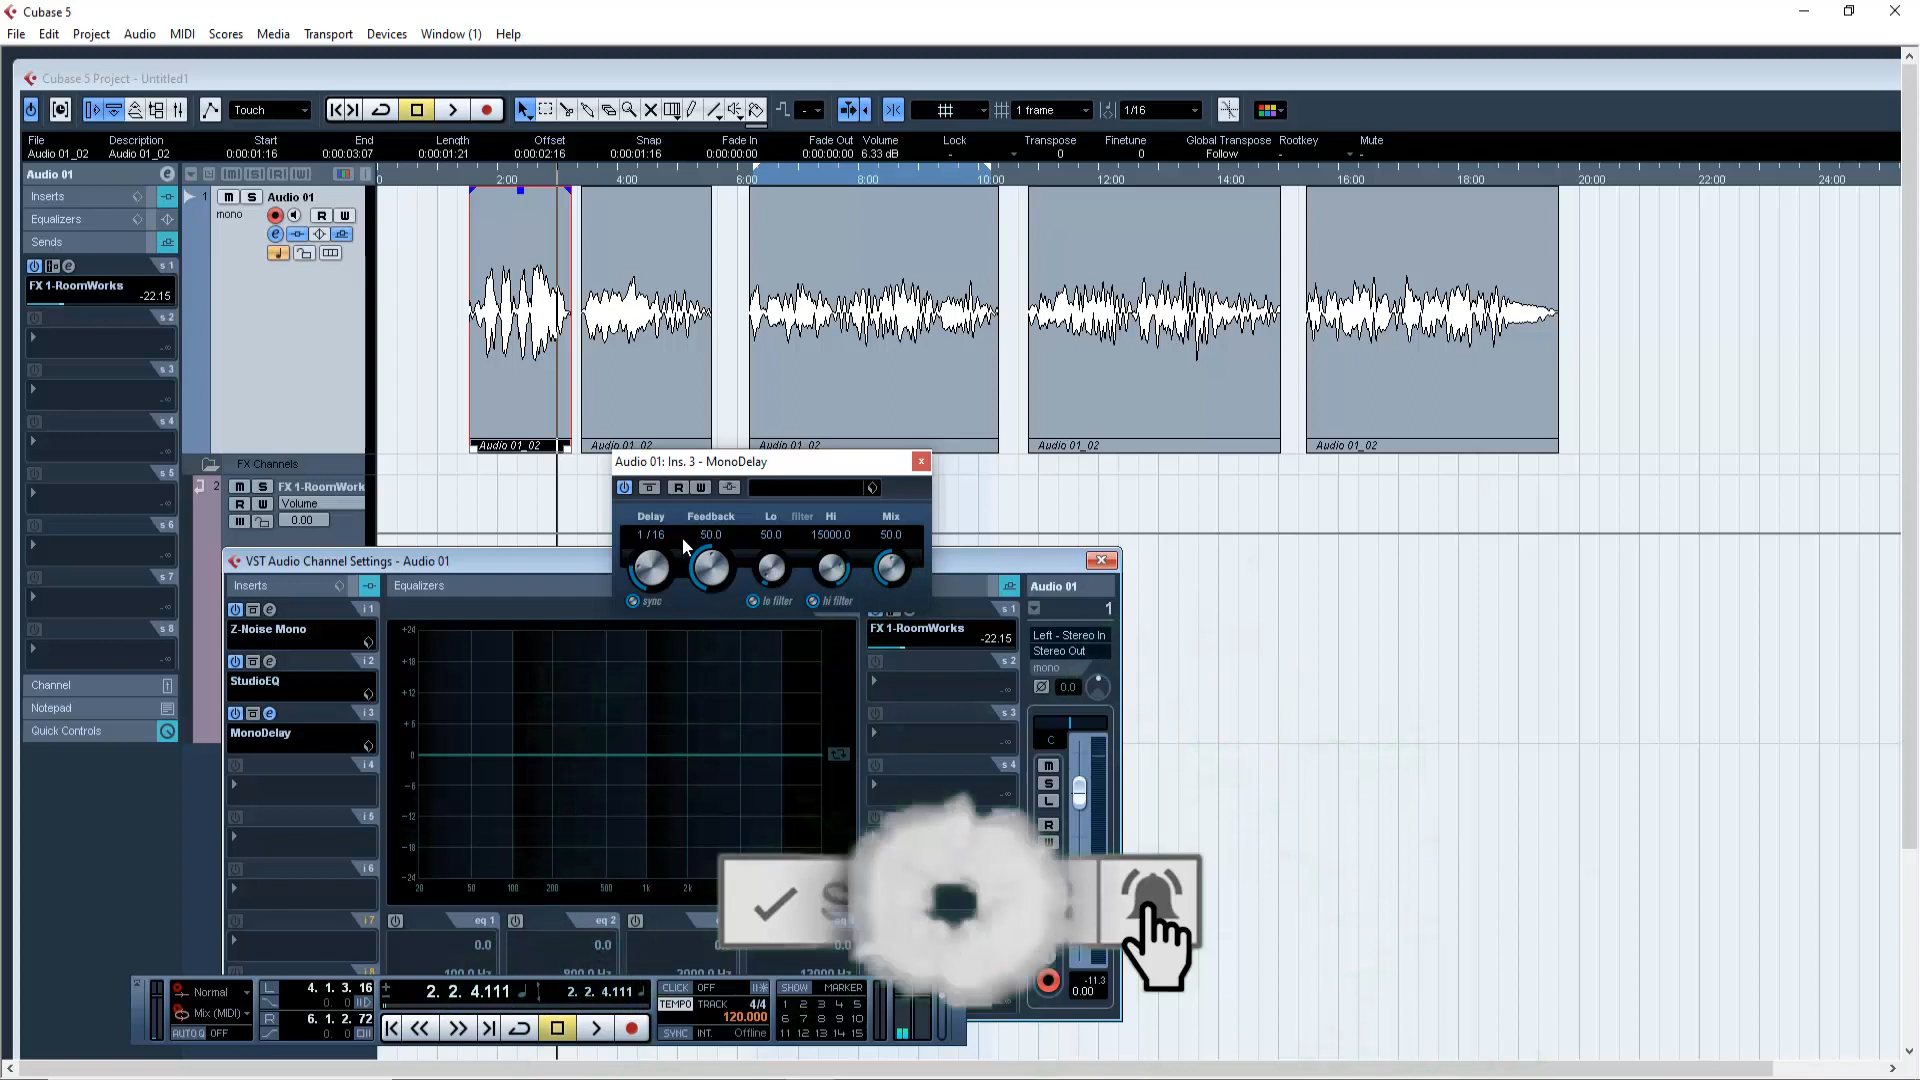 Cubase 5
File Edit Project Audio MIDI Scores Media Transport Devices Window (1) Help
Cubase 5 Project - Untitled1
Touch
1 frame
1/16
File Description Start End Length Offset Snap Fade In Fade Out Volume Lock Transpose Finetune Global Transpose Rootkey Mute
Audio 01_02 Audio 01_02 0:00:01:16 0:00:03:07 0:00:01:21 0:00:02:16 0:00:01:16 0:00:00:00 0:00:00:00 6.33 dB - 0 0 Follow - -
Audio 01
0 2:00 4:00 6:00 8:00 10:00 12:00 14:00 16:00 18:00 20:00 22:00 24:00
Inserts
Equalizers
Sends
s 1
FX 1-RoomWorks
-22.15
s 2
s 3
s 4
s 5
s 6
s 7
s 8
Channel
Notepad
Quick Controls
1 M S Audio 01
mono R W
Audio 01_02 Audio 01_02 Audio 01_02 Audio 01_02 Audio 01_02
FX Channels
2 M S FX 1-RoomWork
R W Volume
0.00
Audio 01: Ins. 3 - MonoDelay
R W
Delay Feedback Lo filter Hi Mix
1 / 16 50.0 50.0 15000.0 50.0
sync lo filter hi filter
VST Audio Channel Settings - Audio 01
Inserts Equalizers Audio 01
i 1
Z-Noise Mono
i 2
StudioEQ
i 3
MonoDelay
i 4
i 5
i 6
i 7
i 8
+24
+18
+12
+6
0
-6
-12
-18
-24
20 50 100 200 500 1k 2k
eq 1 eq 2
0.0 0.0 0.0
100.0 Hz 800.0 Hz 2000.0 Hz 12000 Hz
s 1
FX 1-RoomWorks
-22.15
s 2
s 3
s 4
1
Left - Stereo In
Stereo Out
mono
0.0
C
M
S
L
R
W
-11.3
0.00
S
Normal
Mix (MIDI)
AUTO Q OFF
L 4. 1. 3. 16
0. 0
R 6. 1. 2. 72
0. 0
2. 2. 4.111 2. 2. 4.111
CLICK OFF
TEMPO TRACK 4/4
120.000
SYNC INT. Offline
SHOW MARKER
1 2 3 4 5
6 7 8 9 10
11 12 13 14 15